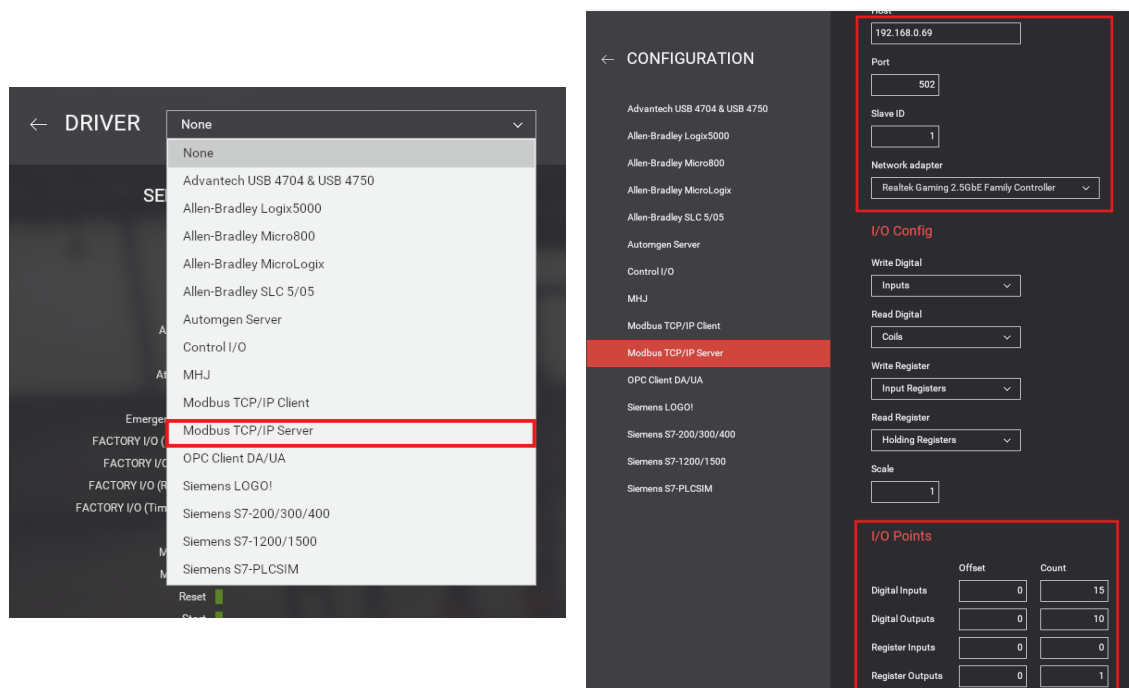 ← DRIVER
None
None
Advantech USB 4704 & USB 4750
Allen-Bradley Logix5000
Allen-Bradley Micro800
Allen-Bradley MicroLogix
Allen-Bradley SLC 5/05
Automgen Server
Control I/O
MHJ
Modbus TCP/IP Client
Modbus TCP/IP Server
OPC Client DA/UA
Siemens LOGO!
Siemens S7-200/300/400
Siemens S7-1200/1500
Siemens S7-PLCSIM
SE
A
At
Emerge
FACTORY I/O (
FACTORY I/O
FACTORY I/O (R
FACTORY I/O (Tim
M
M
Reset
Start
← CONFIGURATION
Advantech USB 4704 & USB 4750
Allen-Bradley Logix5000
Allen-Bradley Micro800
Allen-Bradley MicroLogix
Allen-Bradley SLC 5/05
Automgen Server
Control I/O
MHJ
Modbus TCP/IP Client
Modbus TCP/IP Server
OPC Client DA/UA
Siemens LOGO!
Siemens S7-200/300/400
Siemens S7-1200/1500
Siemens S7-PLCSIM
Host
192.168.0.69
Port
502
Slave ID
1
Network adapter
Realtek Gaming 2.5GbE Family Controller
I/O Config
Write Digital
Inputs
Read Digital
Coils
Write Register
Input Registers
Read Register
Holding Registers
Scale
1
I/O Points
Offset Count
Digital Inputs 0 15
Digital Outputs 0 10
Register Inputs 0 0
Register Outputs 0 1